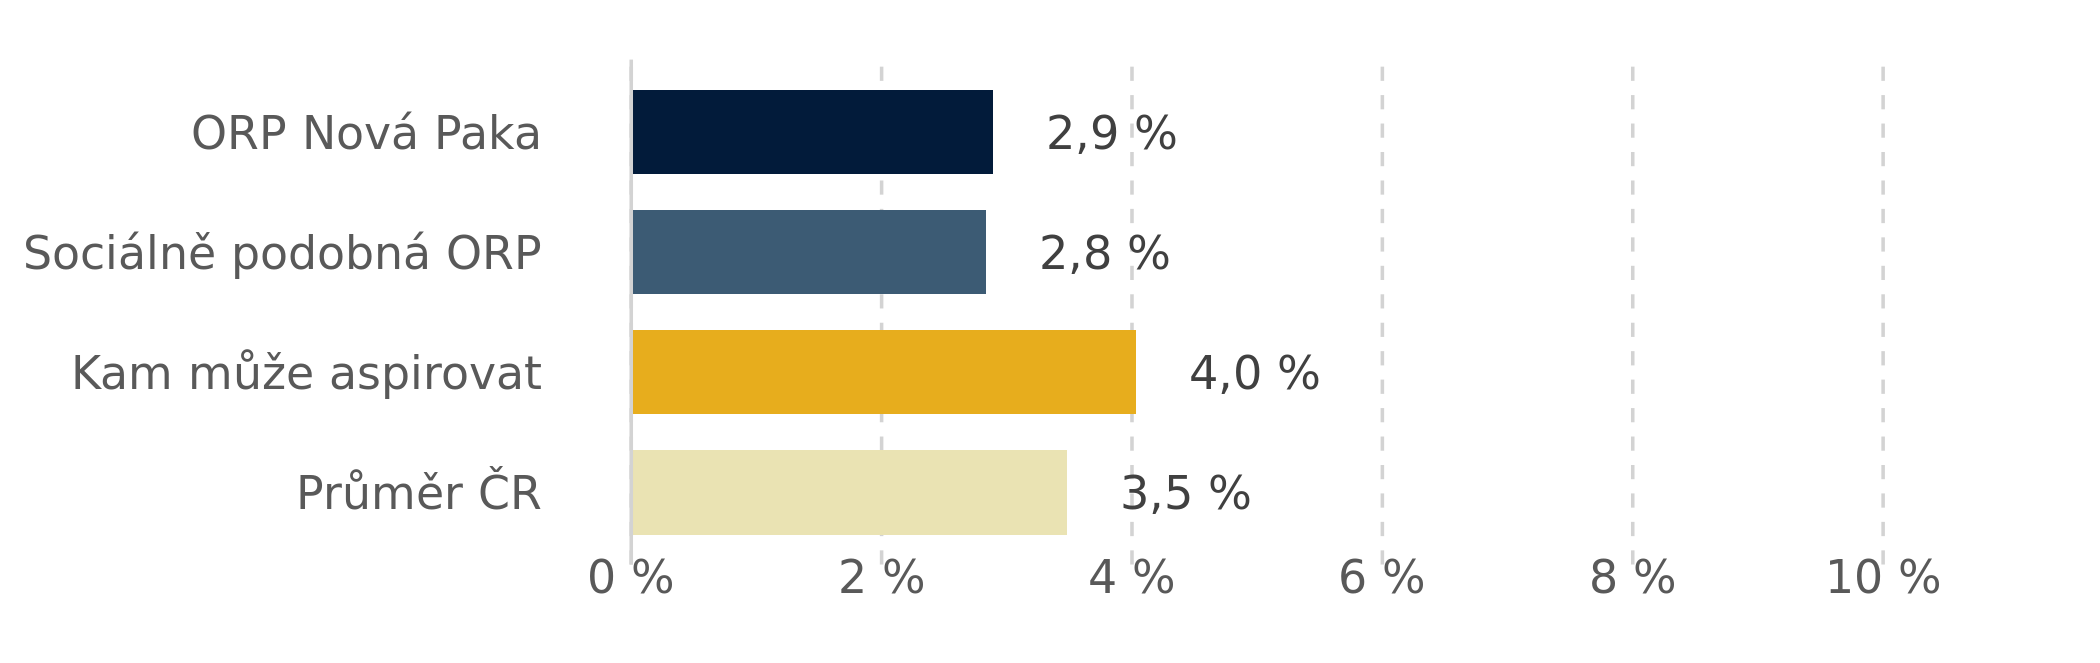 ORP Nová Paka 2,9 %
Sociálně podobná ORP 2,8 %
Kam může aspirovat 4,0 %
Průměr ČR 3,5 %
0 % 2 % 4 % 6 % 8 % 10 %